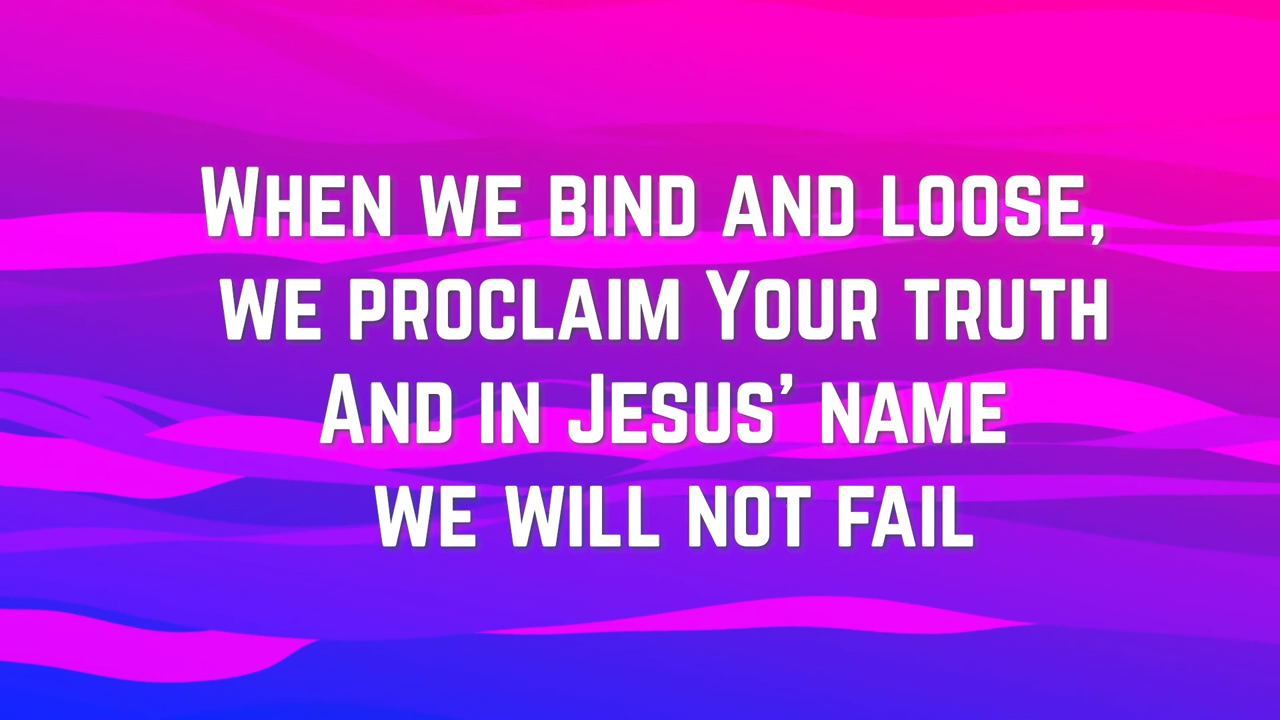 When we bind and loose,
we proclaim Your truth
And in Jesus’ name
we will not fail